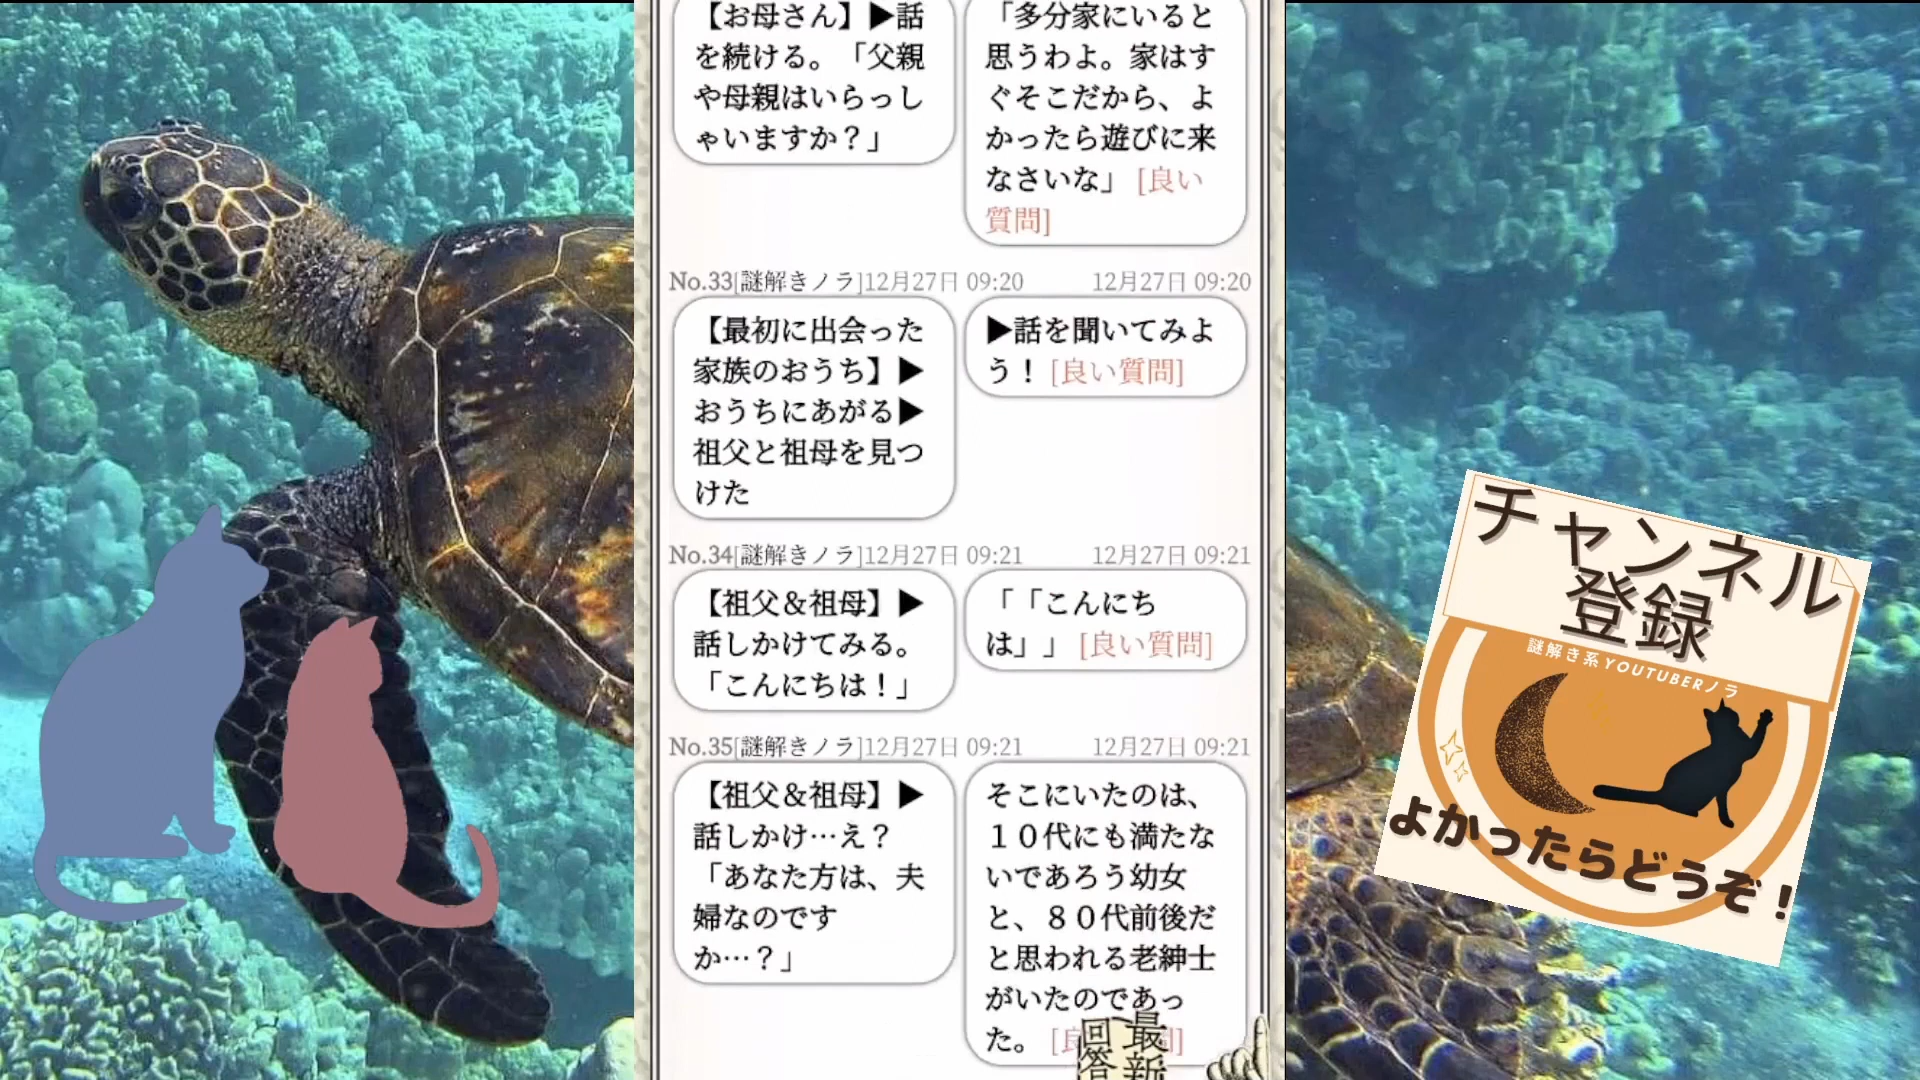 【お母さん】▶話
を続ける。「父親
や母親はいらっし
ゃいますか？」
「多分家にいると
思うわよ。家はす
ぐそこだから、よ
かったら遊びに来
なさいな」[良い
質問]
No.33[謎解きノラ]12月27日 09:20
12月27日 09:20
【最初に出会った
家族のおうち】▶
おうちにあがる▶
祖父と祖母を見つ
けた
▶話を聞いてみよ
う！[良い質問]
No.34[謎解きノラ]12月27日 09:21
12月27日 09:21
【祖父＆祖母】▶
話しかけてみる。
「こんにちは！」
「「こんにち
は」」[良い質問]
No.35[謎解きノラ]12月27日 09:21
12月27日 09:21
【祖父＆祖母】▶
話しかけ…え？
「あなた方は、夫
婦なのです
か…？」
そこにいたのは、
１０代にも満たな
いであろう幼女
と、８０代前後だ
と思われる老紳士
がいたのであっ
た。
最新
回答
チャンネル
登録
謎解き系YOUTUBERノラ
よかったらどうぞ！